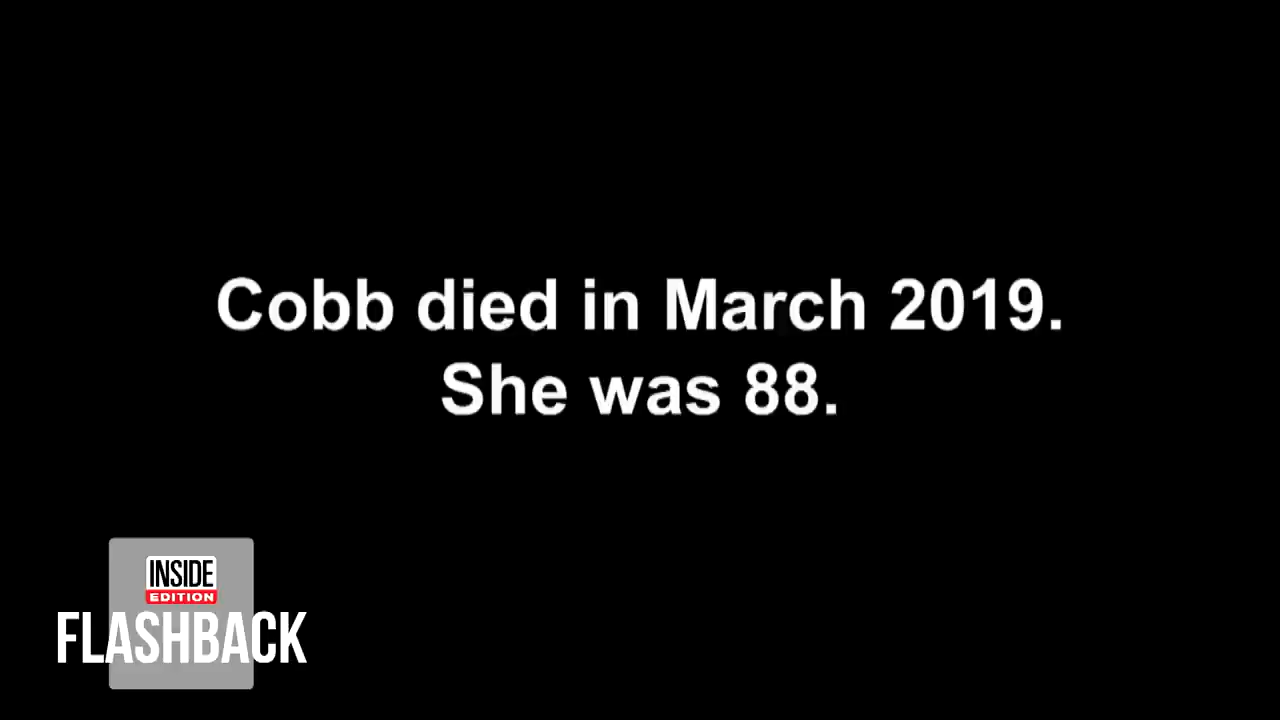 Cobb died in March 2019.
She was 88.
INSIDE
EDITION
FLASHBACK